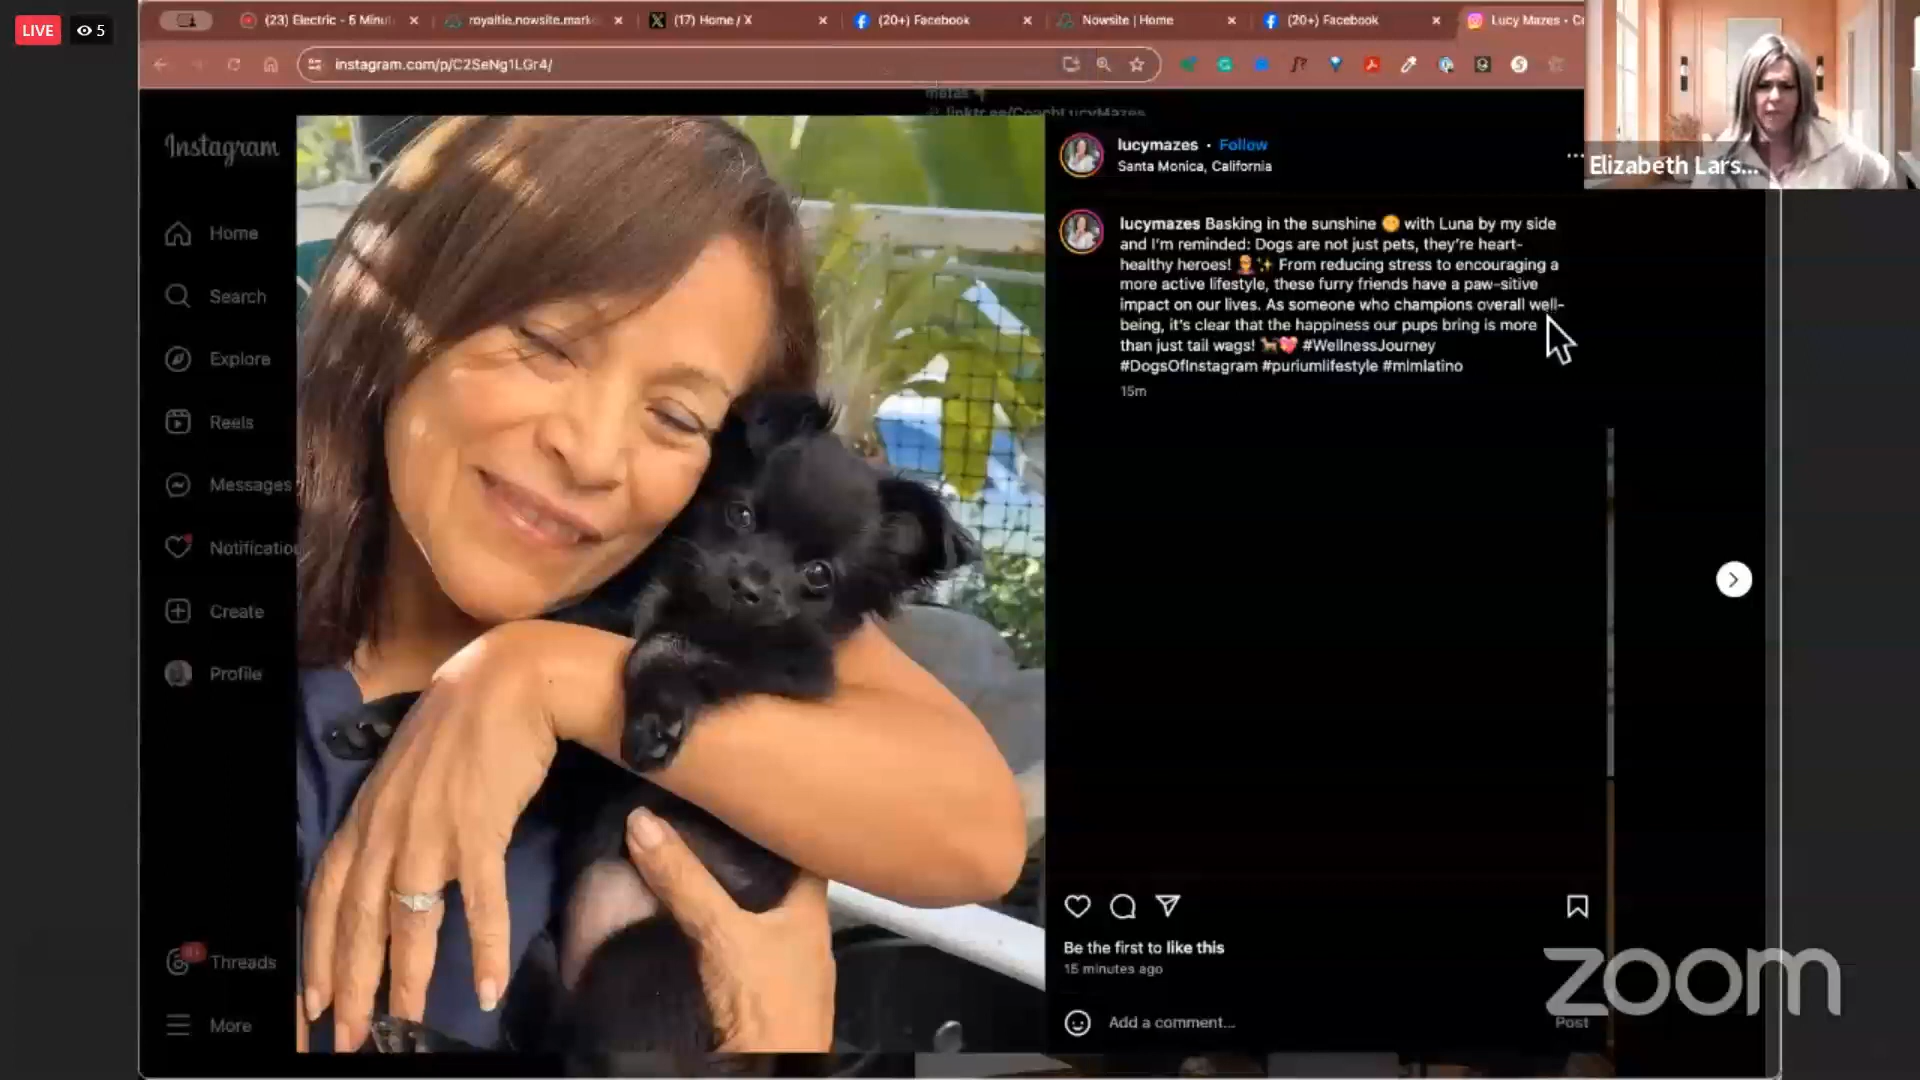 LIVE
5
(23) Electric - 5 Minut
royaltie.nowsite.mark
(17) Home / X
(20+) Facebook
Nowsite | Home
(20+) Facebook
Lucy Mazes • C
instagram.com/p/C2SeNg1LGr4/
linktr.ee/CoachLucyMazes
Instagram
Home
Search
Explore
Reels
Messages
Notificatio
Create
Profile
Threads
More
lucymazes • Follow
Santa Monica, California
lucymazes Basking in the sunshine 🌞 with Luna by my side
and I'm reminded: Dogs are not just pets, they're heart-
healthy heroes! ✨ From reducing stress to encouraging a
more active lifestyle, these furry friends have a paw-sitive
impact on our lives. As someone who champions overall well-
being, it's clear that the happiness our pups bring is more
than just tail wags! 🐕💖 #WellnessJourney
#DogsOfInstagram #puriumlifestyle #mlmlatino
15m
Be the first to like this
15 minutes ago
Add a comment...
Post
Elizabeth Lars...
zoom